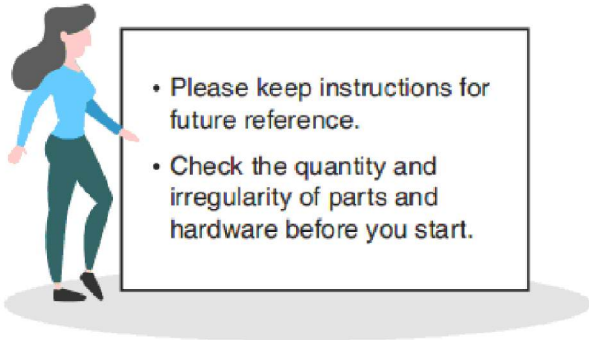 • Please keep instructions for
future reference.
• Check the quantity and
irregularity of parts and
hardware before you start.